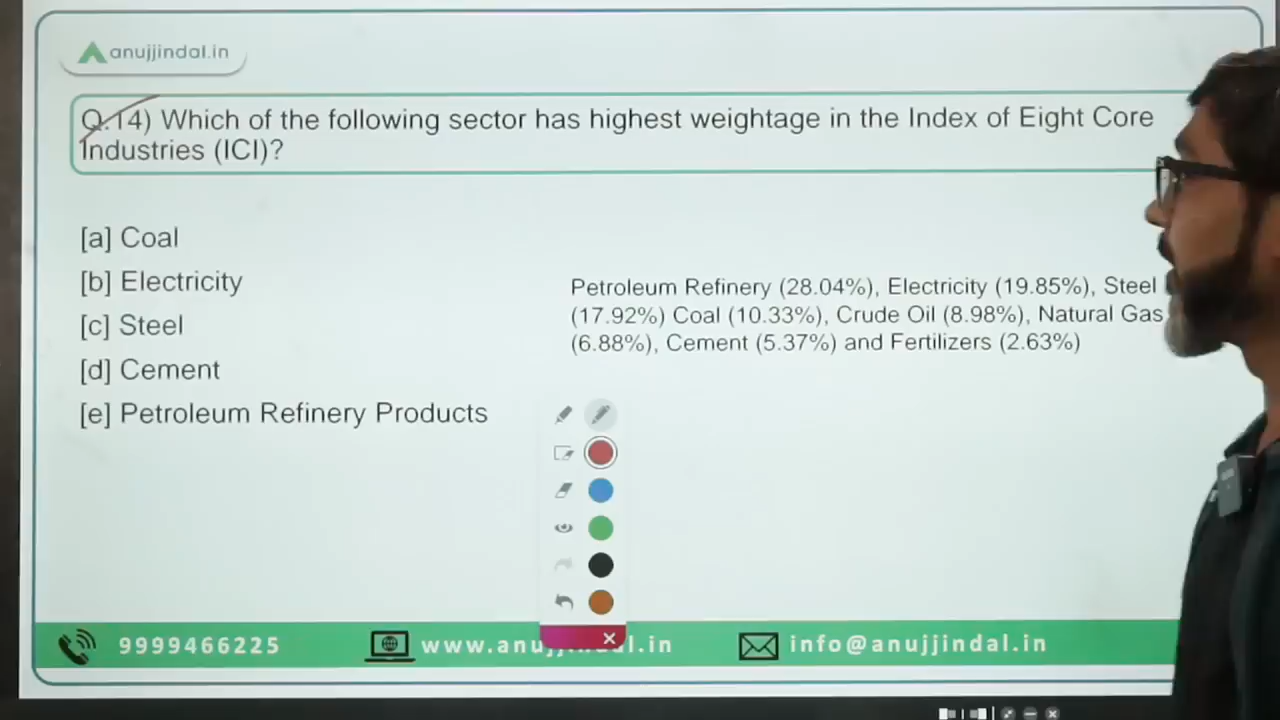 anujjindal.in
Q.14) Which of the following sector has highest weightage in the Index of Eight Core
Industries (ICI)?
[a] Coal
[b] Electricity
[c] Steel
[d] Cement
[e] Petroleum Refinery Products
Petroleum Refinery (28.04%), Electricity (19.85%), Steel
(17.92%) Coal (10.33%), Crude Oil (8.98%), Natural Gas
(6.88%), Cement (5.37%) and Fertilizers (2.63%)
9999466225
info@anujjindal.in